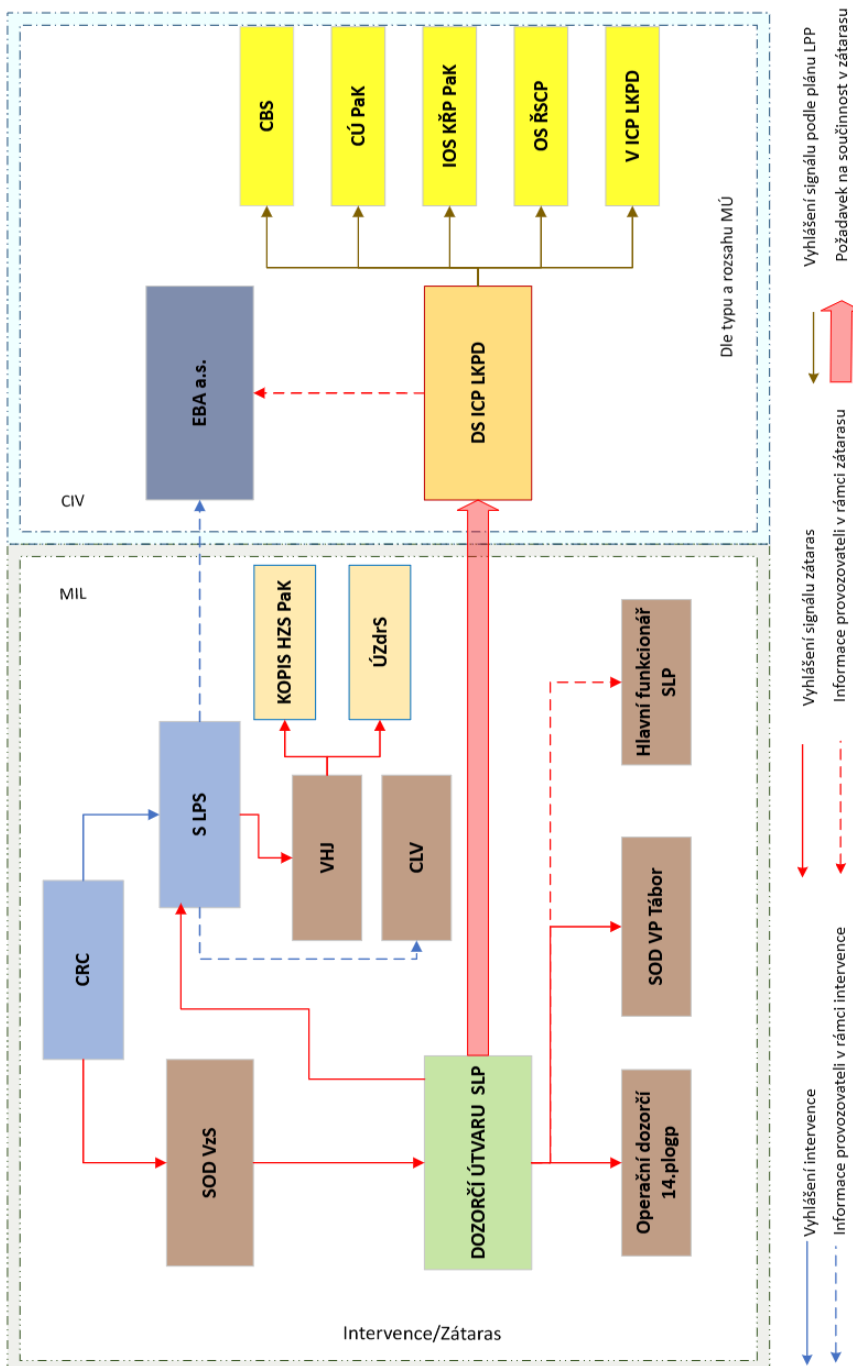 Intervence/Zátaras
MIL
CIV
CRC
SOD VzS
S LPS
EBA a.s.
KOPIS HZS PaK
ÚZdrS
VHJ
CLV
DOZORČÍ ÚTVARU SLP
DS ICP LKPD
CBS
CÚ PaK
IOS KŘP PaK
OS ŘSCP
V ICP LKPD
Operační dozorčí
14.plogp
SOD VP Tábor
Hlavní funkcionář
SLP
Dle typu a rozsahu MÚ
Vyhlášení intervence
Informace provozovateli v rámci intervence
Vyhlášení signálu zátaras
Informace provozovateli v rámci zátarasu
Vyhlášení signálu podle plánu LPP
Požadavek na součinnost v zátarasu